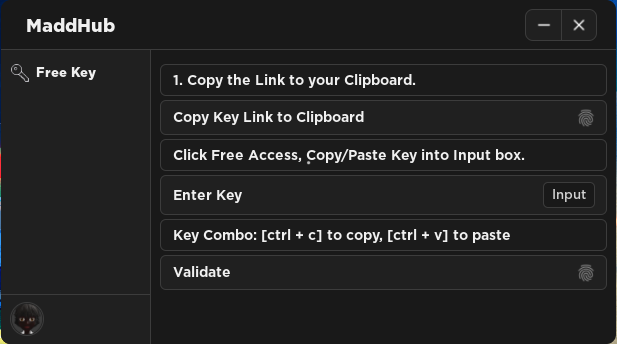 MaddHub
Free Key
1. Copy the Link to your Clipboard.
Copy Key Link to Clipboard
Click Free Access, Copy/Paste Key into Input box.
Enter Key
Input
Key Combo: [ctrl + c] to copy, [ctrl + v] to paste
Validate